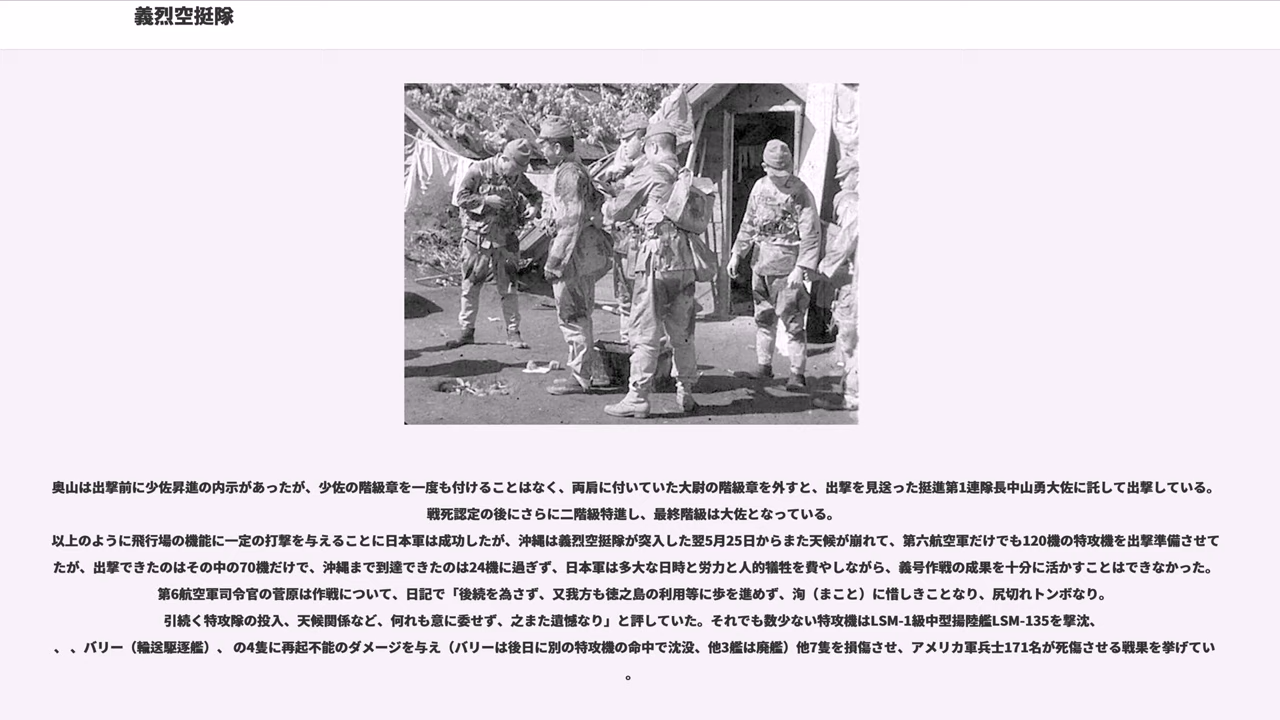 義烈空挺隊
奥山は出撃前に少佐昇進の内示があったが、少佐の階級章を一度も付けることはなく、両肩に付いていた大尉の階級章を外すと、出撃を見送った挺進第1連隊長中山勇大佐に託して出撃している。
戦死認定の後にさらに二階級特進し、最終階級は大佐となっている。
以上のように飛行場の機能に一定の打撃を与えることに日本軍は成功したが、沖縄は義烈空挺隊が突入した翌5月25日からまた天候が崩れて、第六航空軍だけでも120機の特攻機を出撃準備させて
たが、出撃できたのはその中の70機だけで、沖縄まで到達できたのは24機に過ぎず、日本軍は多大な日時と労力と人的犠牲を費やしながら、義号作戦の成果を十分に活かすことはできなかった。
第6航空軍司令官の菅原は作戦について、日記で「後続を為さず、又我方も徳之島の利用等に歩を進めず、洵（まこと）に惜しきことなり、尻切れトンボなり。
引続く特攻隊の投入、天候関係など、何れも意に委せず、之また遺憾なり」と評していた。それでも数少ない特攻機はLSM-1級中型揚陸艦LSM-135を撃沈、
、 、バリー（輸送駆逐艦）、 の4隻に再起不能のダメージを与え（バリーは後日に別の特攻機の命中で沈没、他3艦は廃艦）他7隻を損傷させ、アメリカ軍兵士171名が死傷させる戦果を挙げてい
。